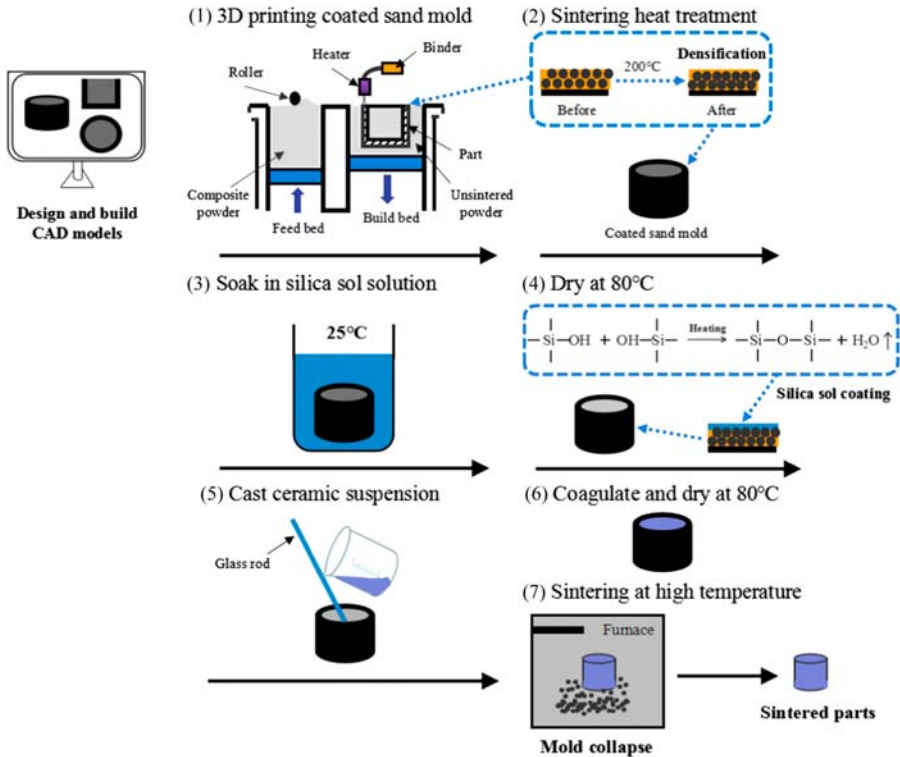 (1) 3D printing coated sand mold
Binder
Heater
Roller
Part
Composite
powder
Unsintered
powder
Feed bed
Build bed
Design and build
CAD models
(2) Sintering heat treatment
Densification
200℃
Before
After
Coated sand mold
(3) Soak in silica sol solution
25℃
(4) Dry at 80℃
Si—OH + OH—Si Heating Si—O—Si + H₂O ↑
Silica sol coating
(5) Cast ceramic suspension
Glass rod
(6) Coagulate and dry at 80℃
(7) Sintering at high temperature
Furnace
Mold collapse
Sintered parts